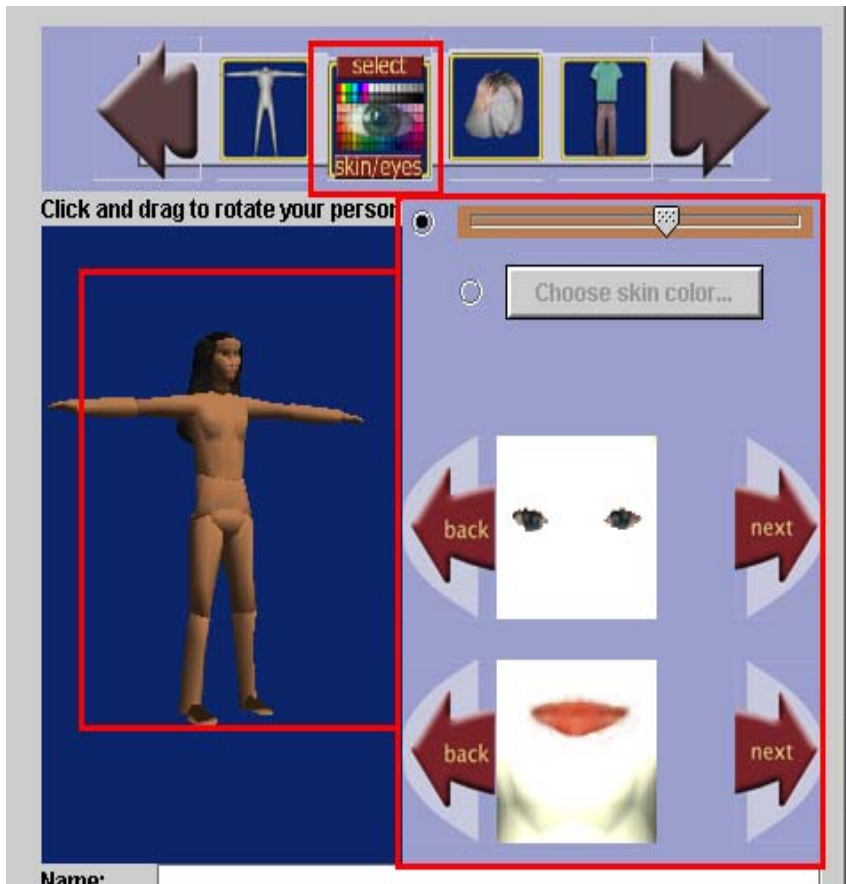 select
skin/eyes
Click and drag to rotate your person
Choose skin color...
back
next
back
next
Name: